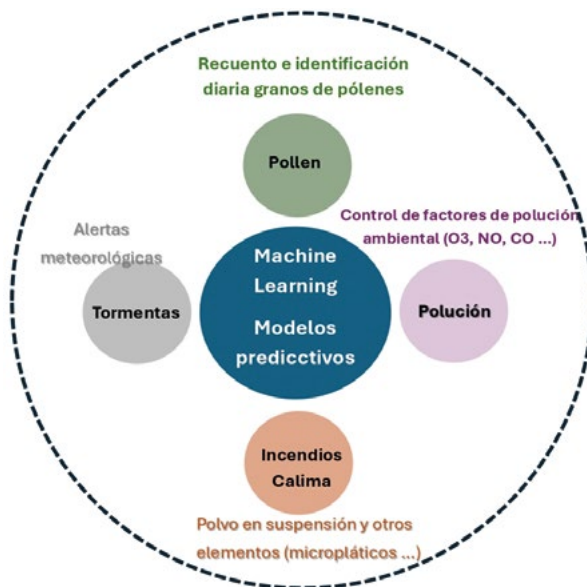 Recuento e identificación
diaria granos de pólenes
Pollen
Control de factores de polución
ambiental (O3, NO, CO ...)
Alertas
meteorológicas
Machine
Learning
Modelos
predicctivos
Tormentas
Polución
Incendios
Calima
Polvo en suspensión y otros
elementos (micropláticos ...)